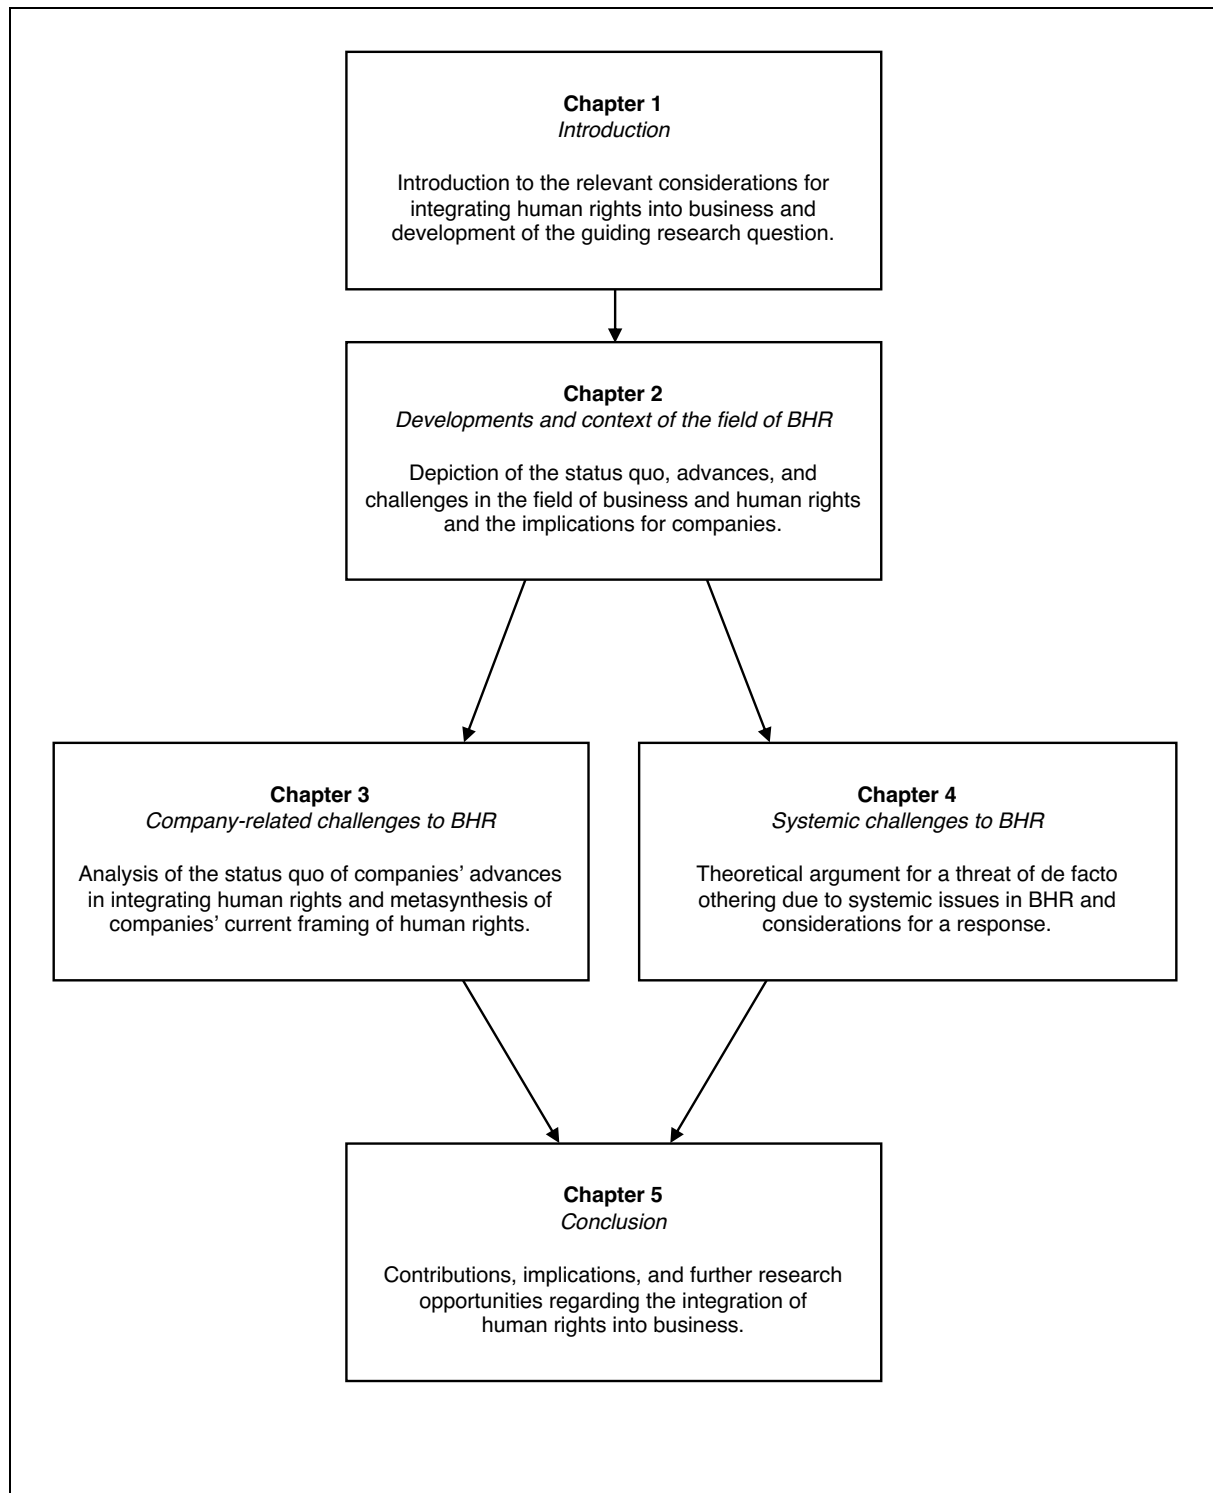 Chapter 1
Introduction
Introduction to the relevant considerations for
integrating human rights into business and
development of the guiding research question.
Chapter 2
Developments and context of the field of BHR
Depiction of the status quo, advances, and
challenges in the field of business and human rights
and the implications for companies.
Chapter 3
Company-related challenges to BHR
Analysis of the status quo of companies’ advances
in integrating human rights and metasynthesis of
companies’ current framing of human rights.
Chapter 4
Systemic challenges to BHR
Theoretical argument for a threat of de facto
othering due to systemic issues in BHR and
considerations for a response.
Chapter 5
Conclusion
Contributions, implications, and further research
opportunities regarding the integration of
human rights into business.